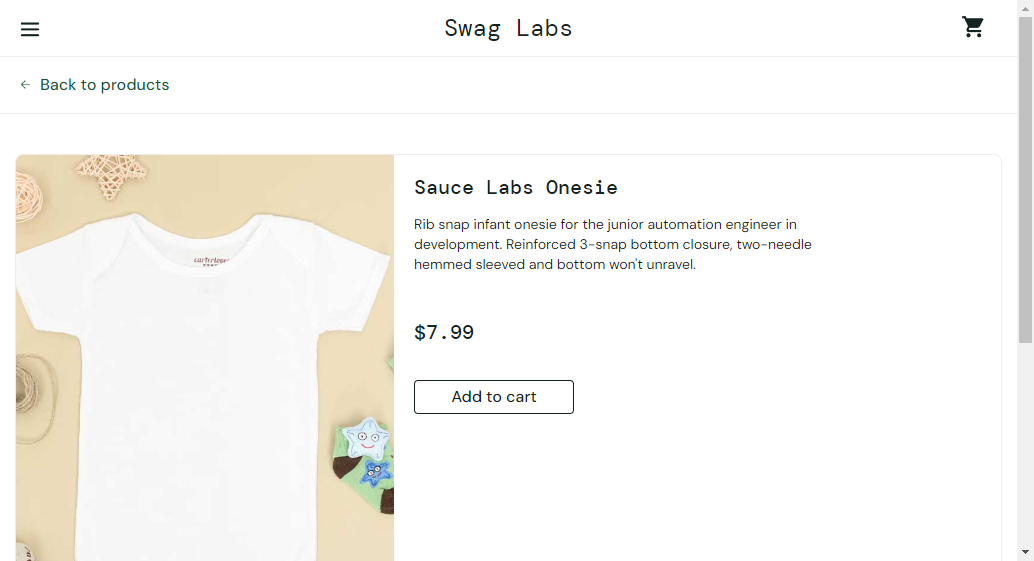 Swag Labs
Back to products
Sauce Labs Onesie
Rib snap infant onesie for the junior automation engineer in
development. Reinforced 3-snap bottom closure, two-needle
hemmed sleeved and bottom won't unravel.
$7.99
Add to cart